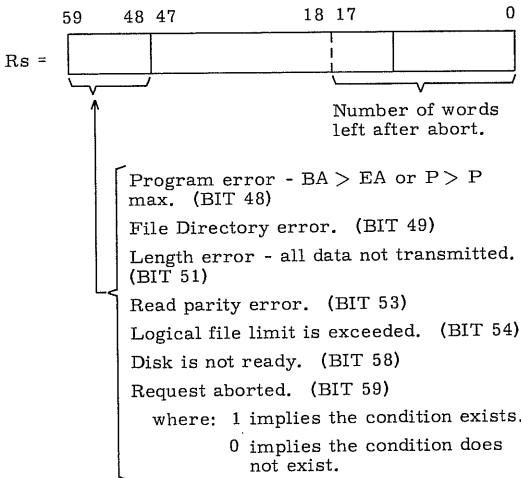 59 48 47 18 17 0
Rs =
Number of words
left after abort.
Program error - BA > EA or P > P
max. (BIT 48)
File Directory error. (BIT 49)
Length error - all data not transmitted.
(BIT 51)
Read parity error. (BIT 53)
Logical file limit is exceeded. (BIT 54)
Disk is not ready. (BIT 58)
Request aborted. (BIT 59)
where: 1 implies the condition exists.
0 implies the condition does
not exist.